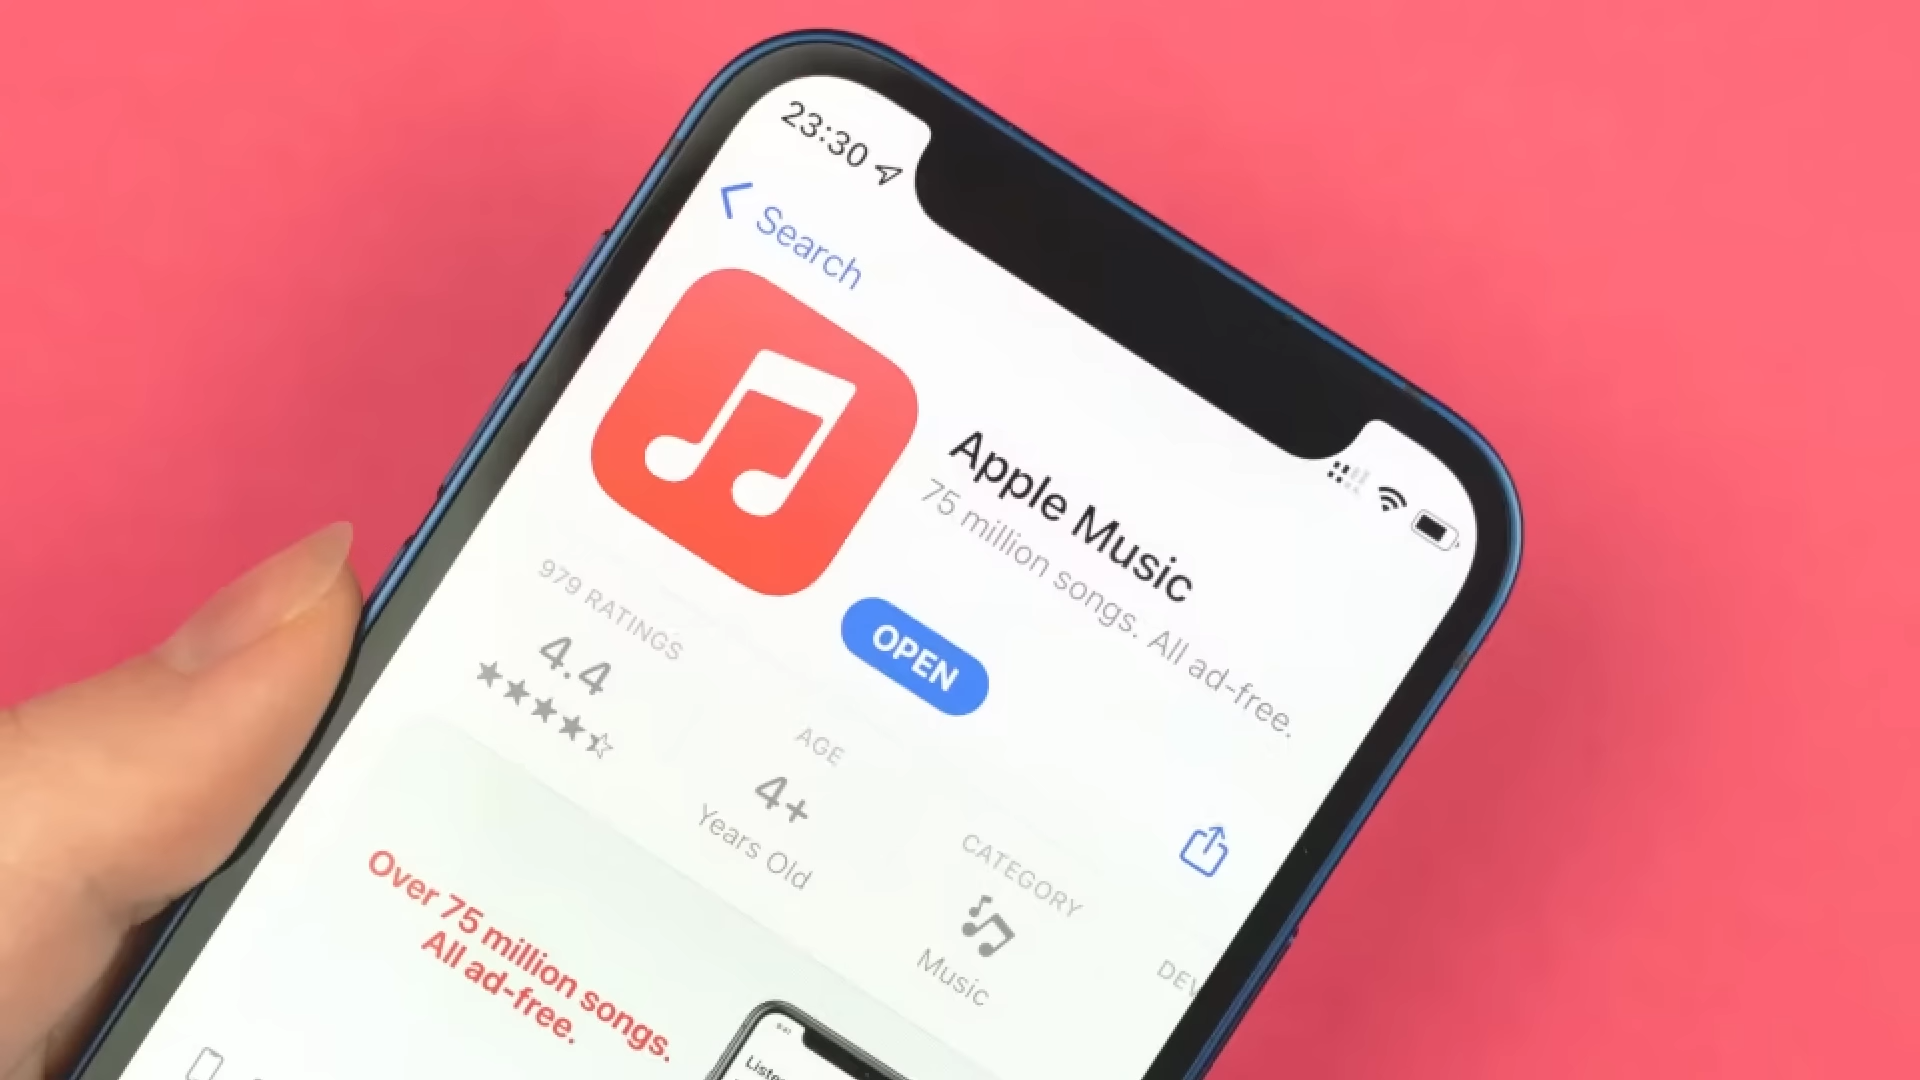 23:30
Search
Apple Music
75 million songs. All ad-free.
OPEN
979 RATINGS
4.4
AGE
4+
Years Old
CATEGORY
Music
DEV
Over 75 million songs.
All ad-free.